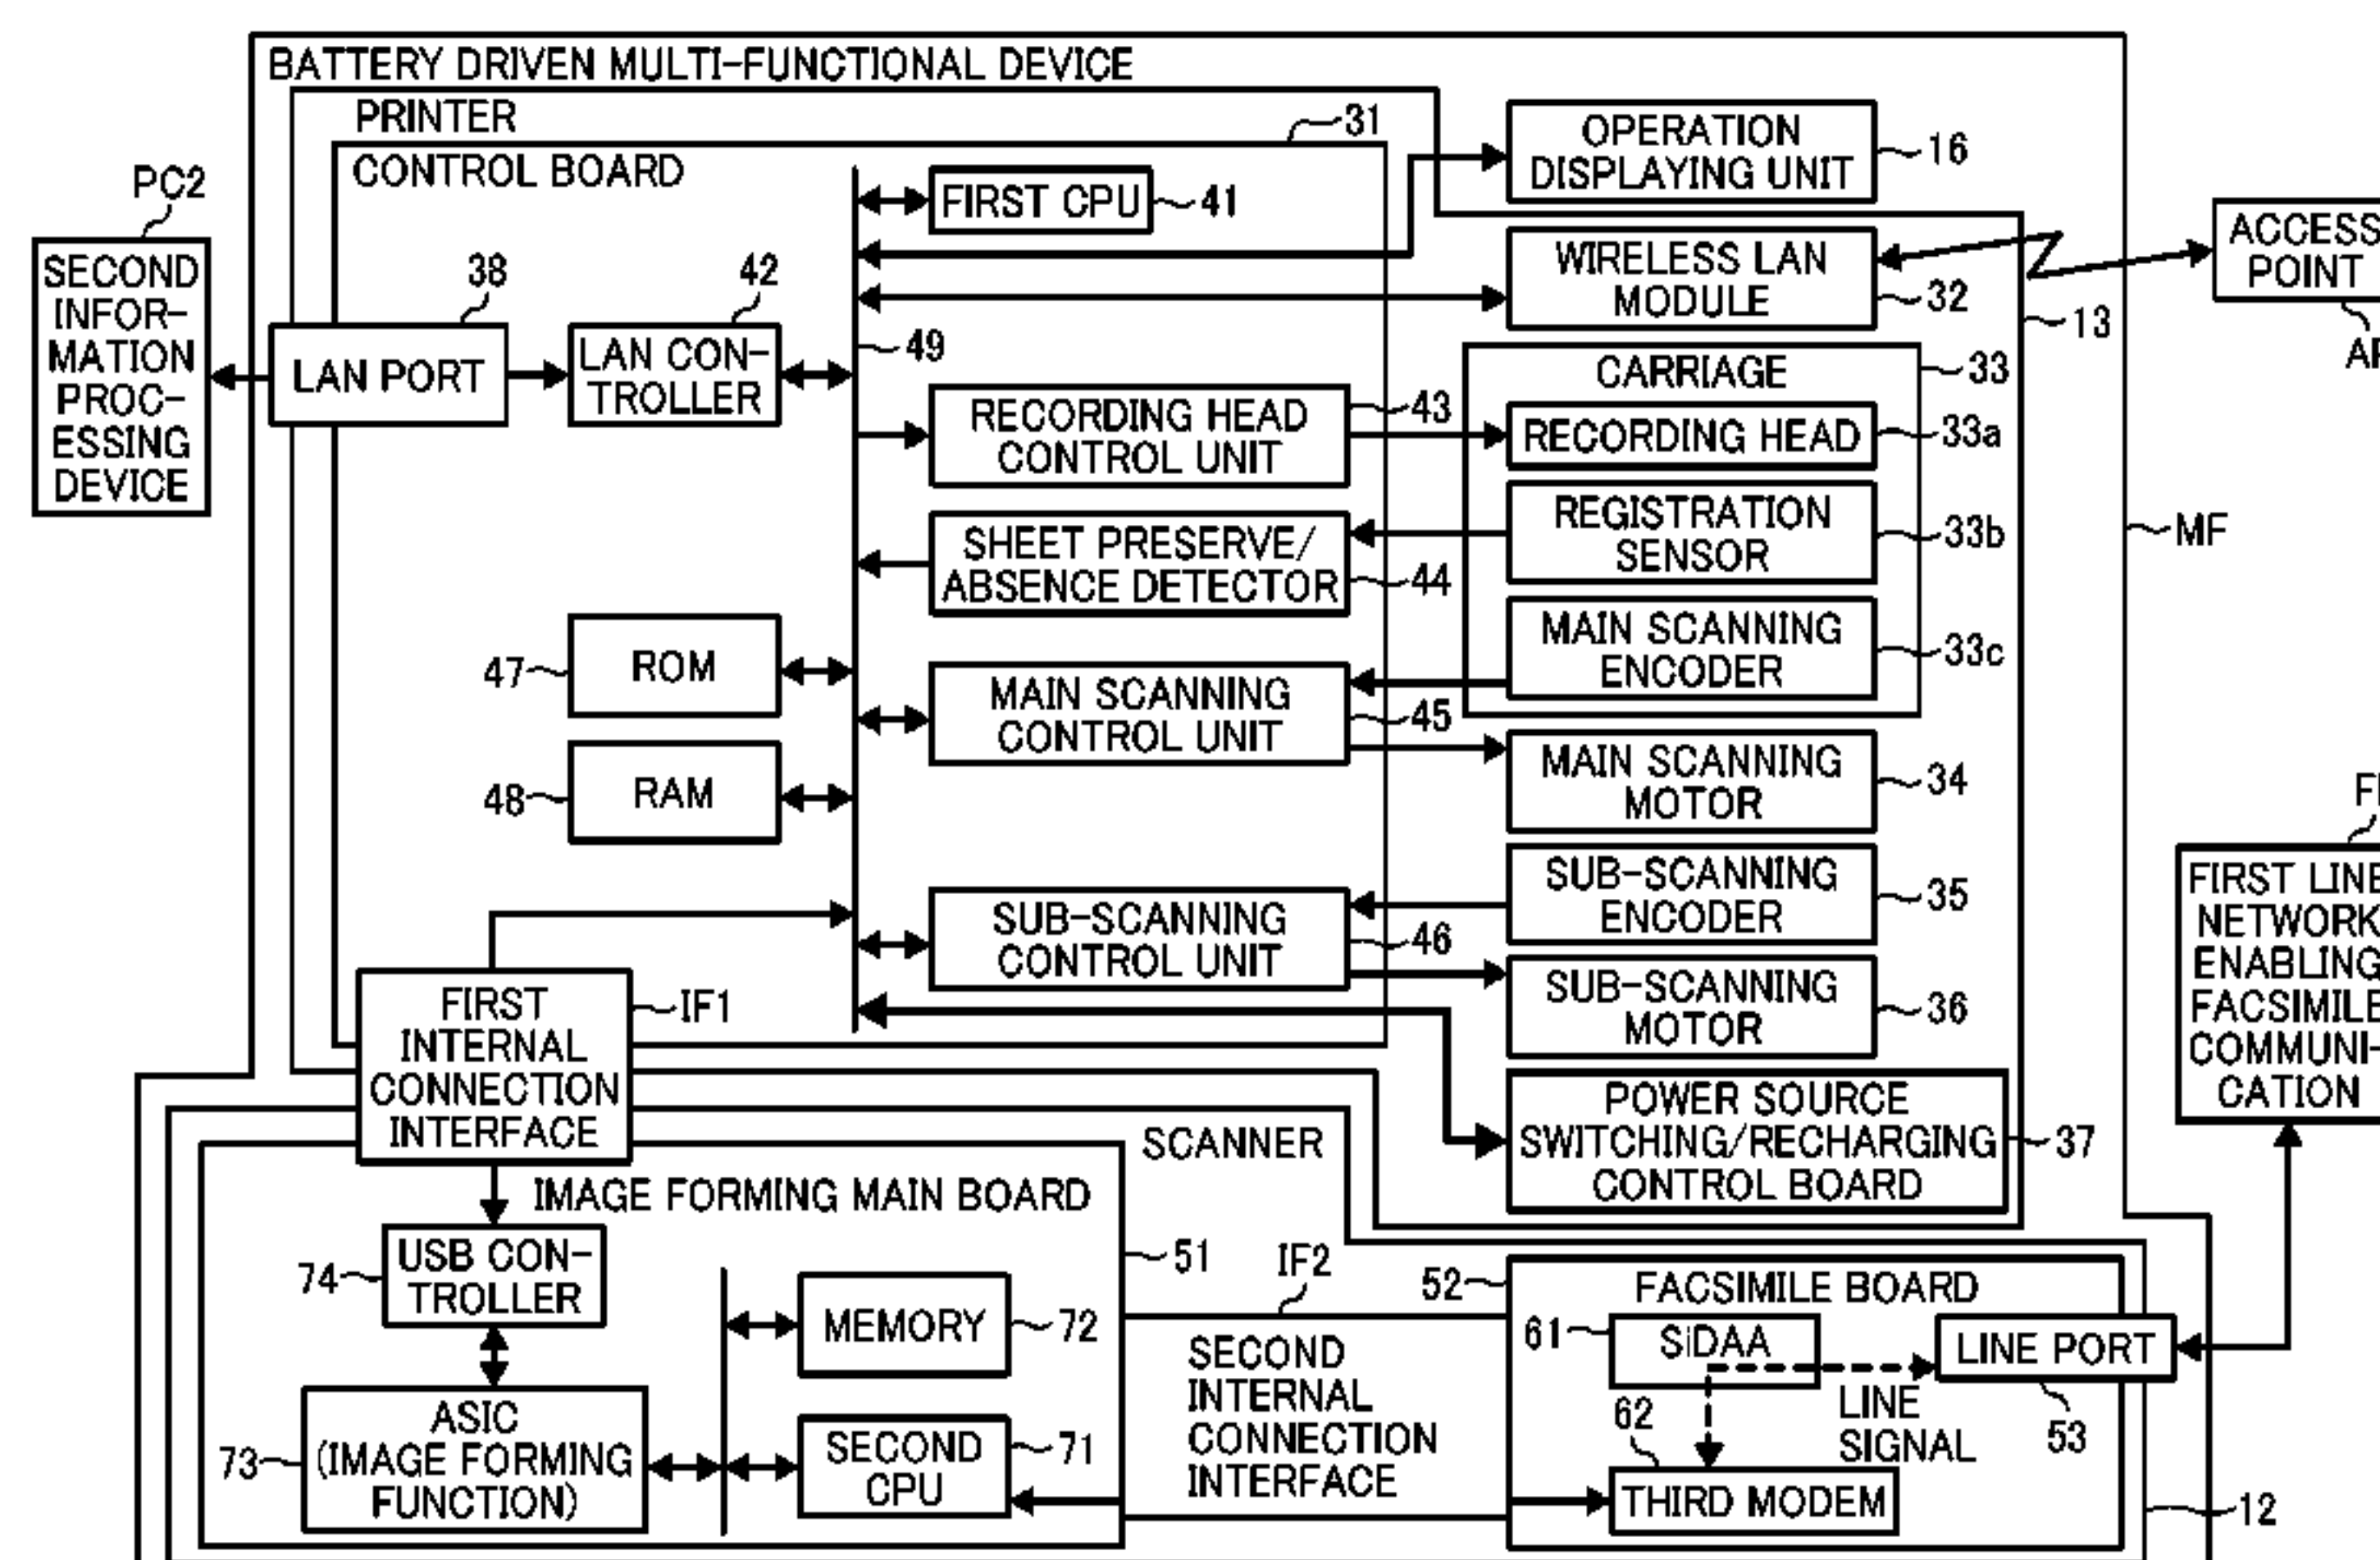 BATTERY DRIVEN MULTI-FUNCTIONAL DEVICE
PRINTER
31
CONTROL BOARD
PC2
SECOND
INFOR-
MATION
PROC-
ESSING
DEVICE
38
LAN PORT
42
LAN CON-
TROLLER
FIRST CPU
41
49
OPERATION
DISPLAYING UNIT
16
WIRELESS LAN
MODULE
32
13
ACCESS
POINT
CARRIAGE
33
RECORDING HEAD
CONTROL UNIT
43
RECORDING HEAD
33a
SHEET PRESERVE/
ABSENCE DETECTOR
44
REGISTRATION
SENSOR
33b
MF
MAIN SCANNING
ENCODER
33c
47
ROM
MAIN SCANNING
CONTROL UNIT
45
48
RAM
MAIN SCANNING
MOTOR
34
SUB-SCANNING
ENCODER
35
SUB-SCANNING
CONTROL UNIT
46
SUB-SCANNING
MOTOR
36
FIRST LINE
NETWORK
ENABLING
FACSIMILE
COMMUNI-
CATION
FIRST
INTERNAL
CONNECTION
INTERFACE
IF1
POWER SOURCE
SWITCHING/RECHARGING
CONTROL BOARD
37
SCANNER
IMAGE FORMING MAIN BOARD
51
74
USB CON-
TROLLER
MEMORY
72
73
ASIC
(IMAGE FORMING
FUNCTION)
SECOND
CPU
71
IF2
SECOND
INTERNAL
CONNECTION
INTERFACE
52
FACSIMILE BOARD
61
SiDAA
LINE PORT
53
LINE
SIGNAL
62
THIRD MODEM
12